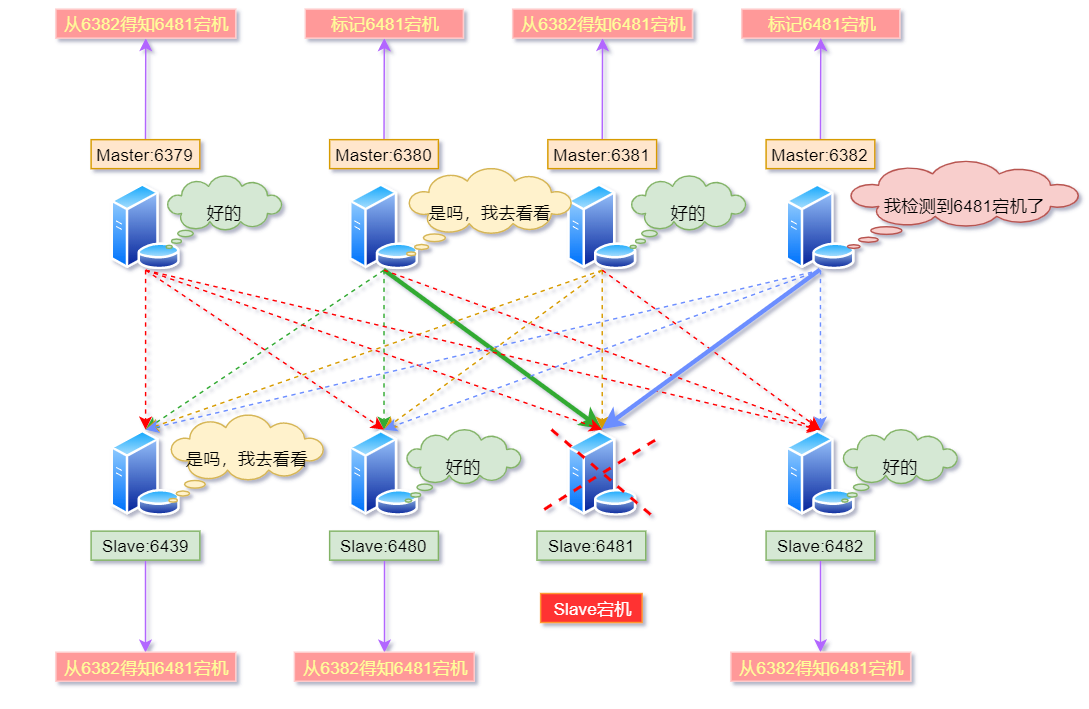 从6382得知6481宕机
标记6481宕机
从6382得知6481宕机
标记6481宕机
Master:6379
Master:6380
Master:6381
Master:6382
好的
是吗，我去看看
好的
我检测到6481宕机了
是吗，我去看看
好的
好的
Slave:6439
Slave:6480
Slave:6481
Slave:6482
Slave宕机
从6382得知6481宕机
从6382得知6481宕机
从6382得知6481宕机